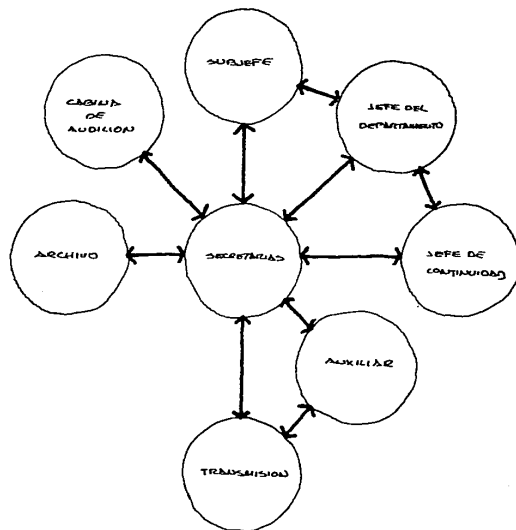 SUBJEFE
CABINA
DE
AUDICION
JEFE DEL
DEPARTAMENTO
ARCHIVO
SECRETARIAS
JEFE DE
CONTINUIDAD
AUXILIAR
TRANSMISION